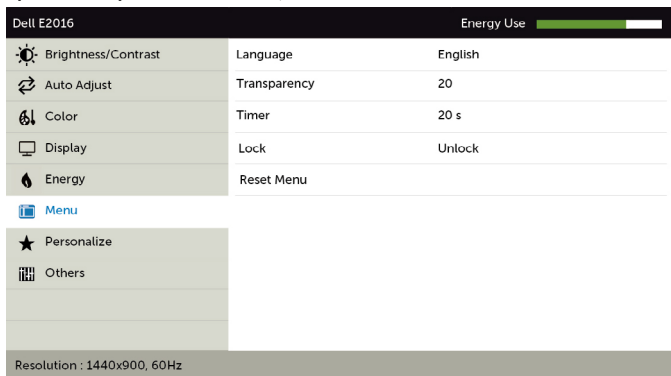 Dell E2016 Energy Use
Brightness/Contrast Language English
Auto Adjust Transparency 20
Color Timer 20 s
Display Lock Unlock
Energy Reset Menu
Menu
Personalize
Others
Resolution : 1440x900, 60Hz